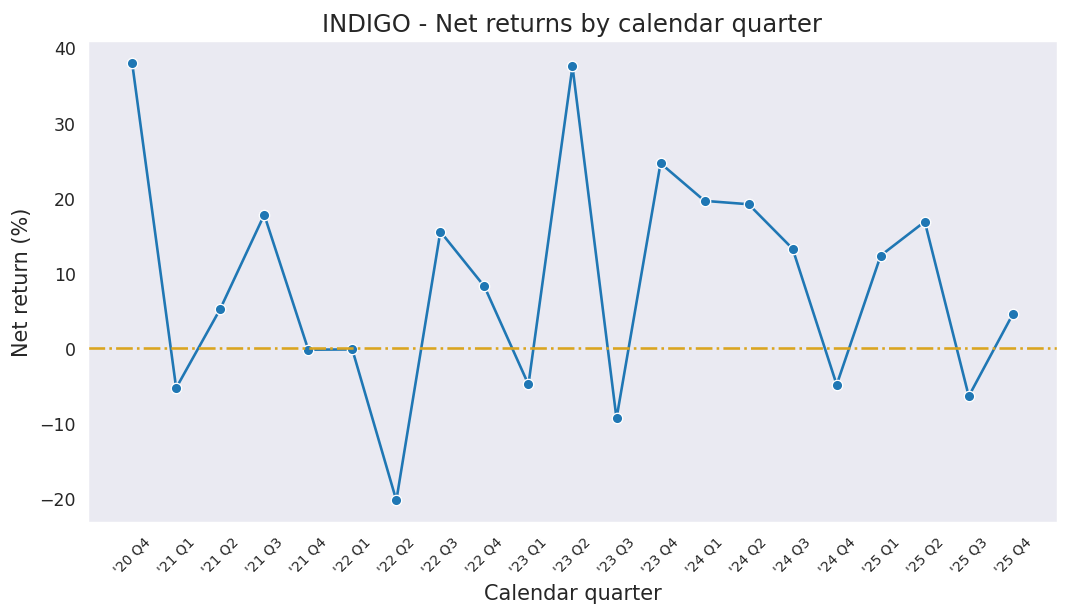 INDIGO - Net returns by calendar quarter
Net return (%)
40
30
20
10
0
−10
−20
'20 Q4
'21 Q1
'21 Q2
'21 Q3
'21 Q4
'22 Q1
'22 Q2
'22 Q3
'22 Q4
'23 Q1
'23 Q2
'23 Q3
'23 Q4
'24 Q1
'24 Q2
'24 Q3
'24 Q4
'25 Q1
'25 Q2
'25 Q3
'25 Q4
Calendar quarter